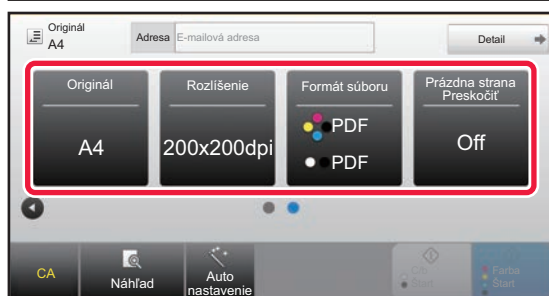 Originál
A4
Adresa E-mailová adresa
Detail
Originál
Rozlíšenie
Formát súboru
Prázdna strana
Preskočiť
A4
200x200dpi
PDF
PDF
Off
CA
Náhľad
Auto
nastavenie
Č/B
Štart
Farba
Štart